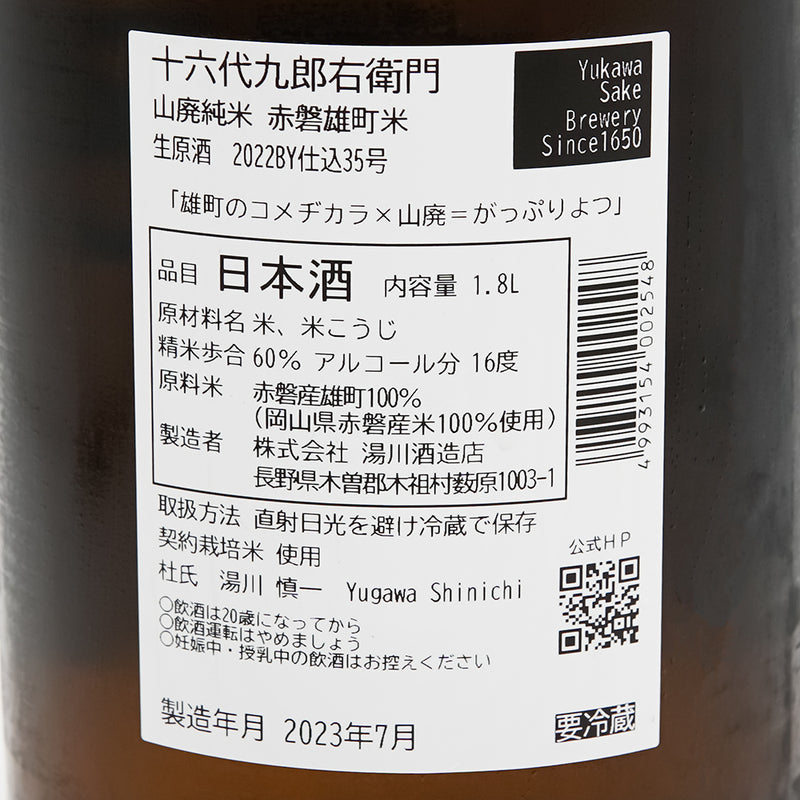 十六代九郎右衛門
山廃純米 赤磐雄町米
生原酒 2022BY仕込35号
Yukawa
Sake
Brewery
Since1650
「雄町のコメヂカラ×山廃＝がっぷりよつ」
品目 日本酒 内容量 1.8L
原材料名 米、米こうじ
精米歩合 60% アルコール分 16度
原料米 赤磐産雄町100%
(岡山県赤磐産米100%使用)
製造者 株式会社 湯川酒造店
長野県木曽郡木祖村薮原1003-1
4993154002548
取扱方法 直射日光を避け冷蔵で保存
契約栽培米 使用
杜氏 湯川 慎一 Yugawa Shinichi
公式HP
○飲酒は20歳になってから
○飲酒運転はやめましょう
○妊娠中・授乳中の飲酒はお控えください
製造年月 2023年7月
要冷蔵